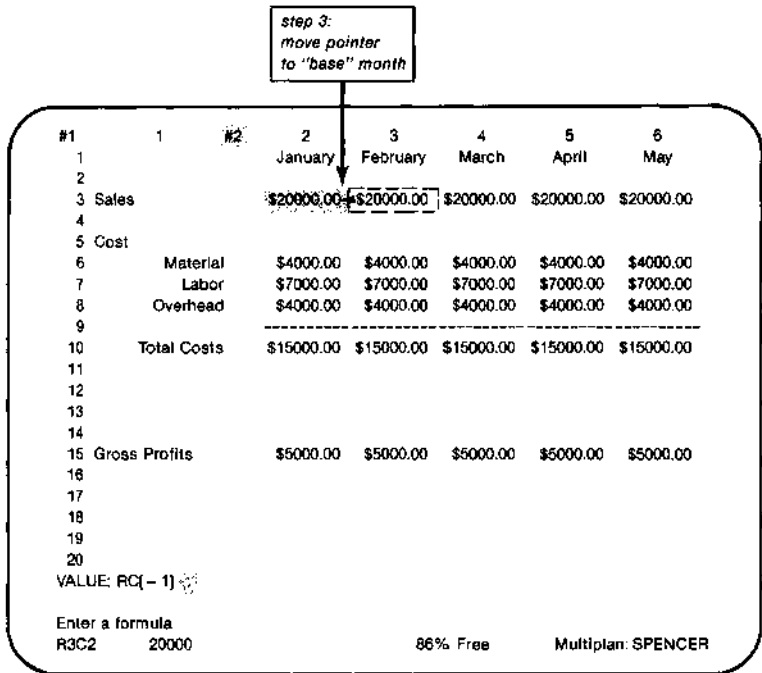 step 3:
move pointer
to "base" month
#1 1 #2 2 3 4 5 6
1 January February March April May
2
3 Sales $20000.00 $20000.00 $20000.00 $20000.00 $20000.00
4
5 Cost
6 Material $4000.00 $4000.00 $4000.00 $4000.00 $4000.00
7 Labor $7000.00 $7000.00 $7000.00 $7000.00 $7000.00
8 Overhead $4000.00 $4000.00 $4000.00 $4000.00 $4000.00
9 ------------------------------------------------------------
10 Total Costs $15000.00 $15000.00 $15000.00 $15000.00 $15000.00
11
12
13
14
15 Gross Profits $5000.00 $5000.00 $5000.00 $5000.00 $5000.00
16
17
18
19
20
VALUE: RC[ – 1]
Enter a formula
R3C2 20000 86% Free Multiplan: SPENCER